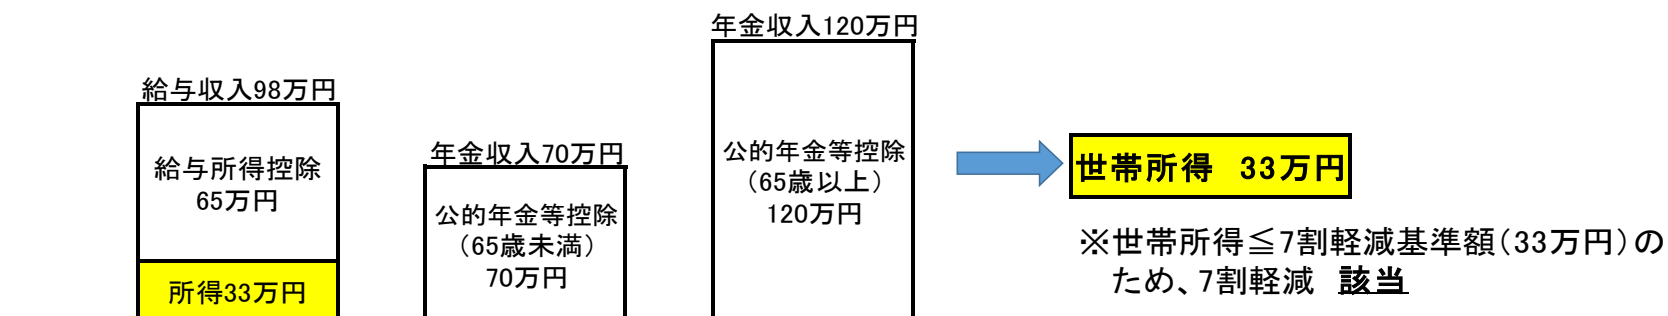 給与収入98万円
給与所得控除
65万円
所得33万円
年金収入70万円
公的年金等控除
（65歳未満）
70万円
年金収入120万円
公的年金等控除
（65歳以上）
120万円
世帯所得　33万円
※世帯所得≦7割軽減基準額（33万円）の
ため、7割軽減　該当